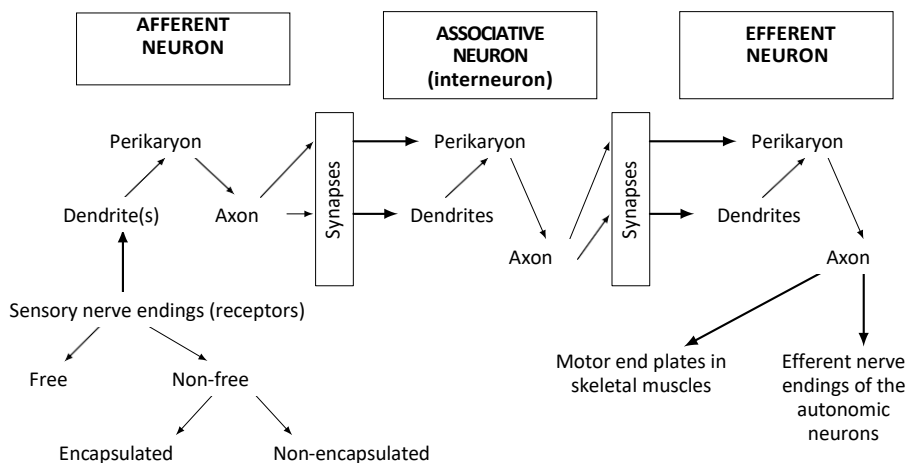 AFFERENT
NEURON
ASSOCIATIVE
NEURON
(interneuron)
EFFERENT
NEURON
Perikaryon
Dendrite(s)
Axon
Synapses
Perikaryon
Dendrites
Axon
Synapses
Perikaryon
Dendrites
Axon
Sensory nerve endings (receptors)
Free
Non-free
Encapsulated
Non-encapsulated
Motor end plates in
skeletal muscles
Efferent nerve
endings of the
autonomic
neurons